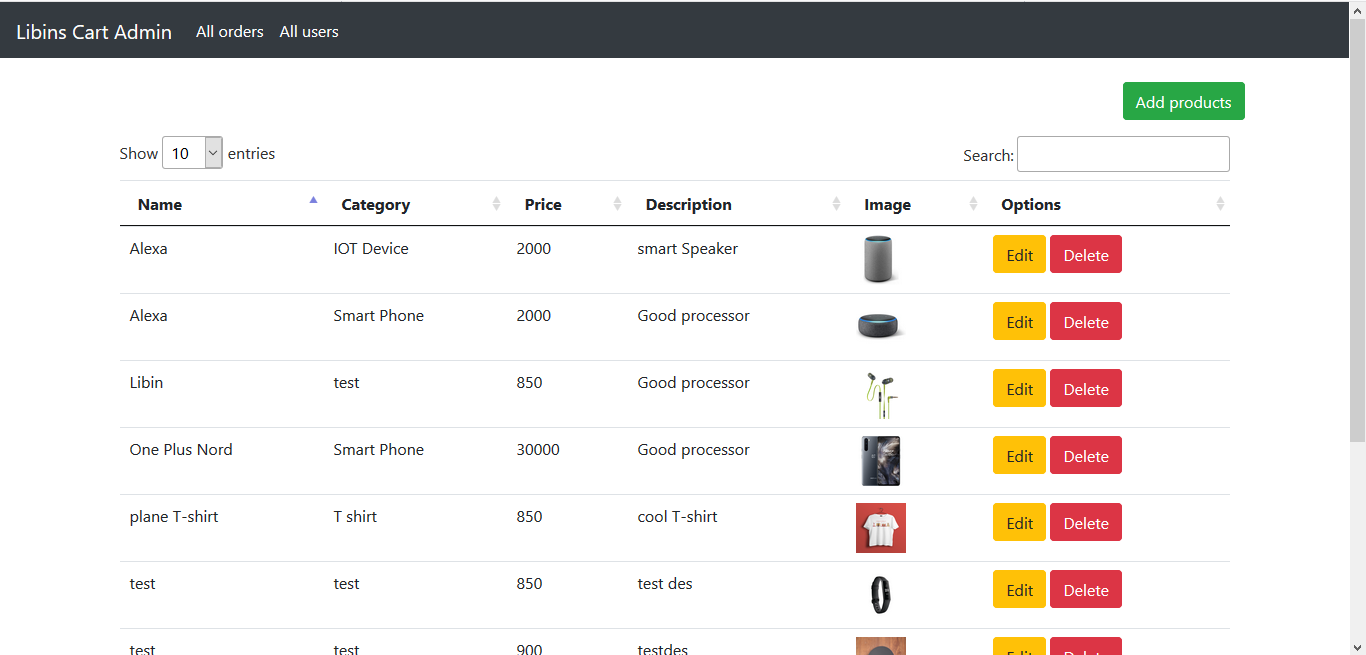 Libins Cart Admin All orders All users
Add products
Show 10 entries Search:
Name Category Price Description Image Options
Alexa IOT Device 2000 smart Speaker Edit Delete
Alexa Smart Phone 2000 Good processor Edit Delete
Libin test 850 Good processor Edit Delete
One Plus Nord Smart Phone 30000 Good processor Edit Delete
plane T-shirt T shirt 850 cool T-shirt Edit Delete
test test 850 test des Edit Delete
test test 900 testdes Edit Delete